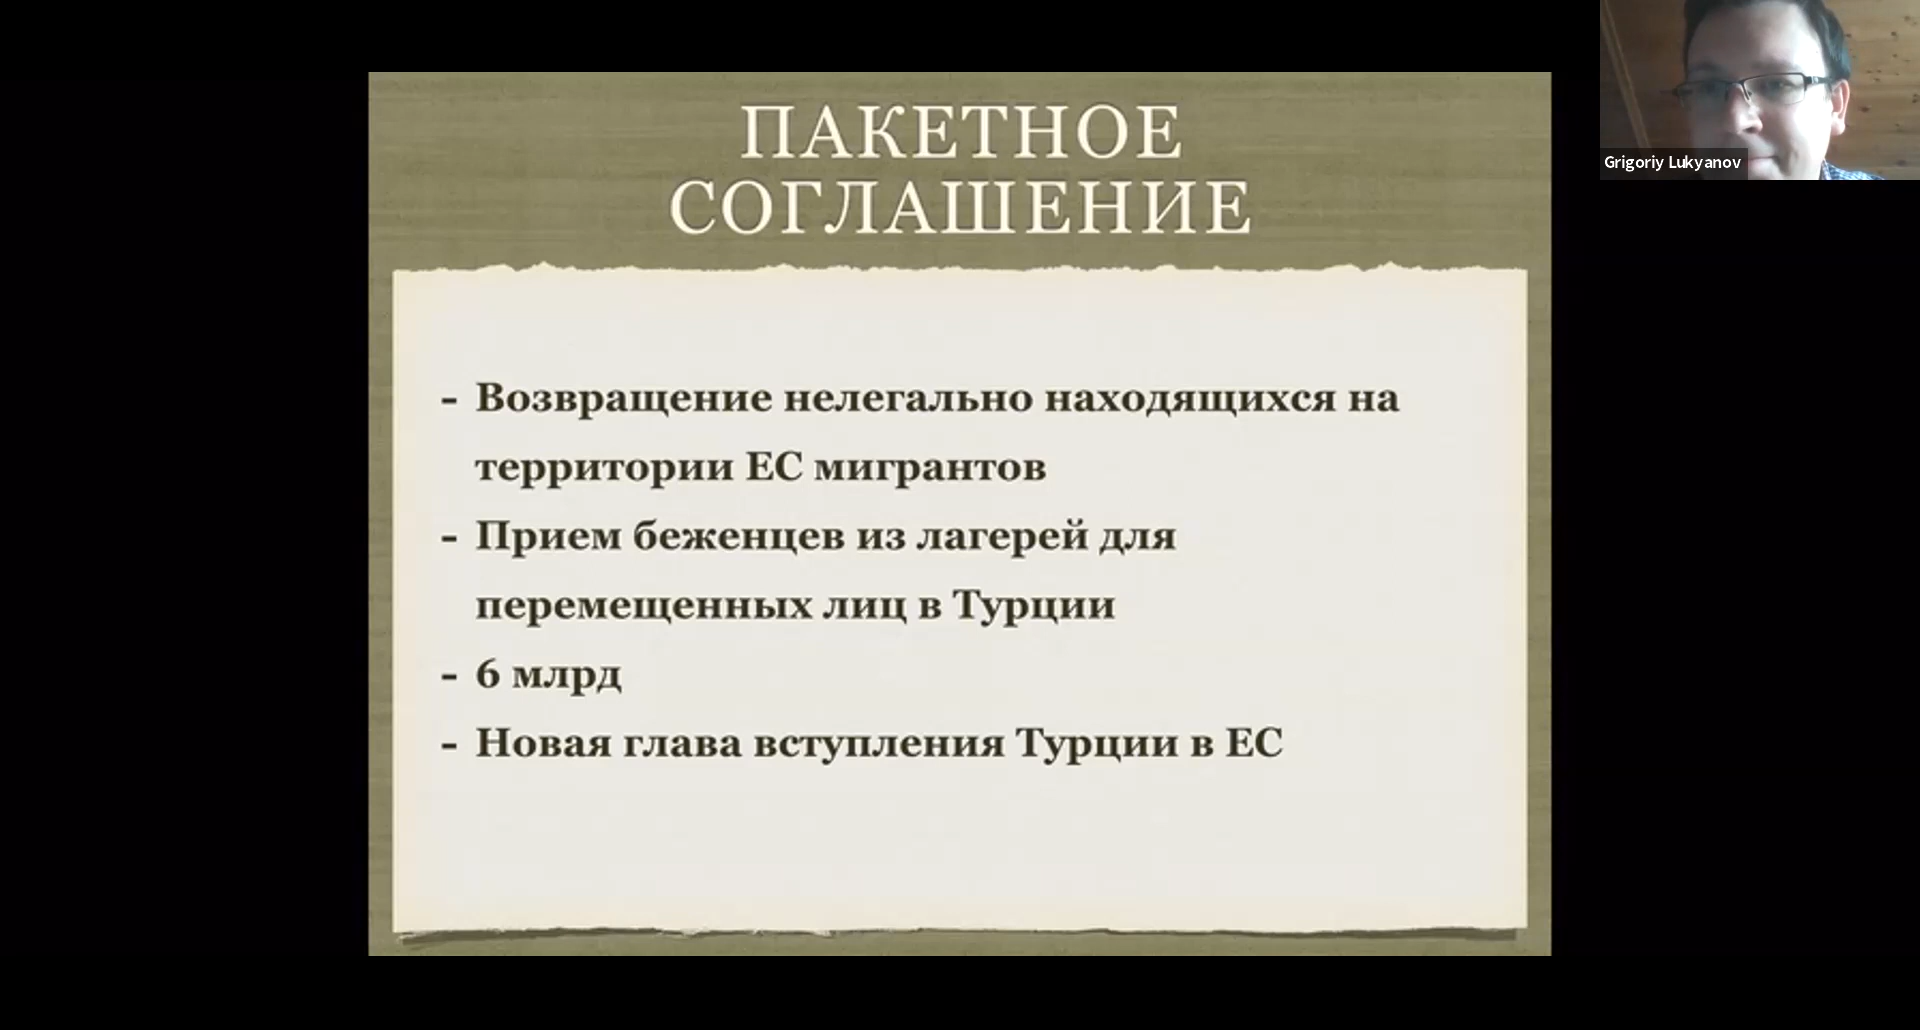 ПАКЕТНОЕ
СОГЛАШЕНИЕ
- Возвращение нелегально находящихся на
территории ЕС мигрантов
- Прием беженцев из лагерей для
перемещенных лиц в Турции
- 6 млрд
- Новая глава вступления Турции в ЕС
Grigoriy Lukyanov